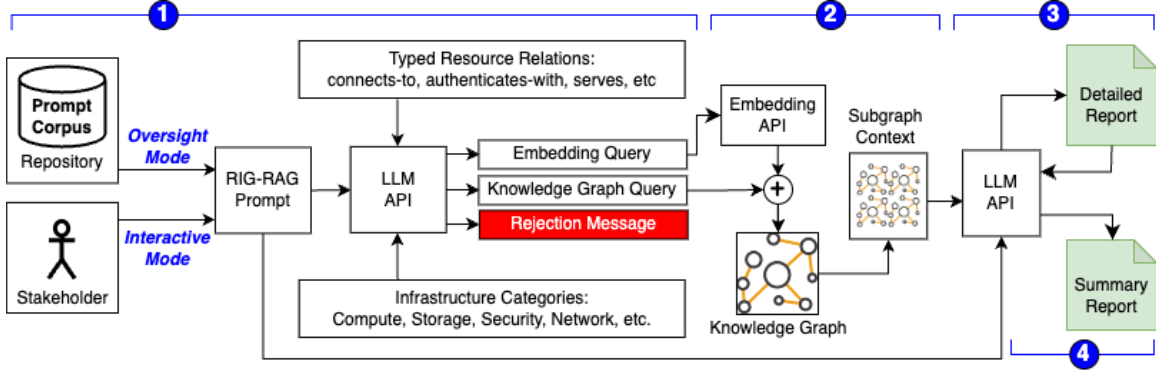 1
2
3
Typed Resource Relations:
connects-to, authenticates-with, serves, etc
Prompt
Corpus
Repository
Oversight
Mode
Interactive
Mode
Stakeholder
RIG-RAG
Prompt
LLM
API
Embedding Query
Knowledge Graph Query
Rejection Message
Infrastructure Categories:
Compute, Storage, Security, Network, etc.
Embedding
API
+
Knowledge Graph
Subgraph
Context
LLM
API
Detailed
Report
Summary
Report
4